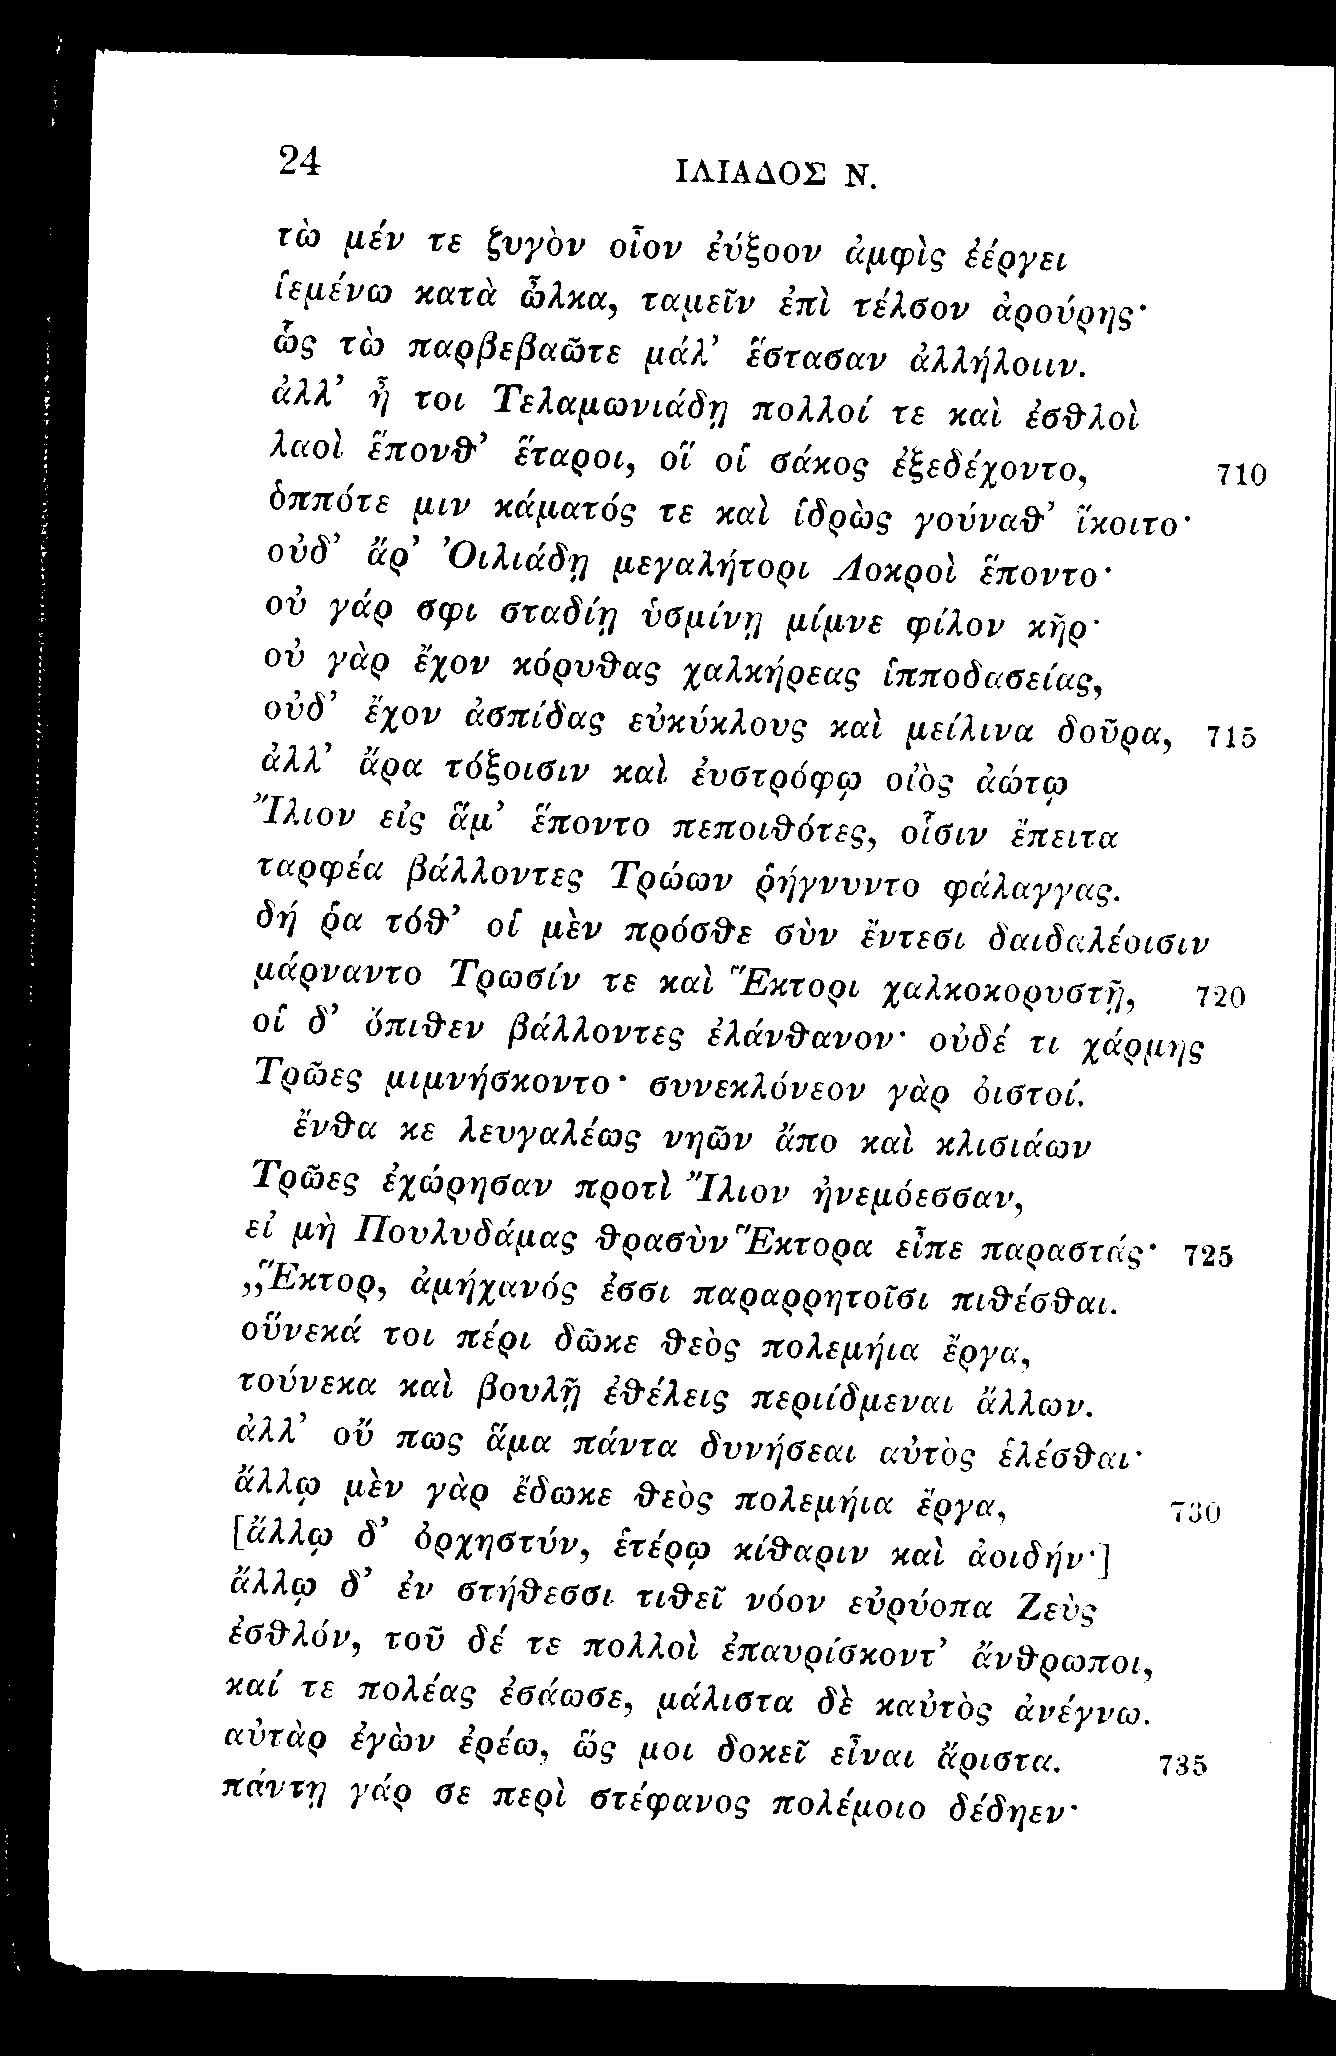 24
ΙΛΙΑΔΟΣ Ν.
τὼ μέν τε ζυγὸν οἶον ἐύξοον ἀμφὶς ἐέργει
ἱεμένω κατὰ ὦλκα, ταμεῖν ἐπὶ τέλσον ἀρούρης·
ὣς τὼ παρβεβαῶτε μάλ’ ἕστασαν ἀλλήλοιιν.
ἀλλ’ ἦ τοι Τελαμωνιάδῃ πολλοί τε καὶ ἐσθλοὶ
λαοὶ ἕπονθ’ ἕταροι, οἵ οἱ σάκος ἐξεδέχοντο, 710
ὁππότε μιν κάματός τε καὶ ἱδρὼς γούναθ’ ἵκοιτο·
οὐδ’ ἄρ’ Ὀιλιάδῃ μεγαλήτορι Λοκροὶ ἕποντο·
οὐ γάρ σφι σταδίῃ ὑσμίνῃ μίμνε φίλον κῆρ·
οὐ γὰρ ἔχον κόρυθας χαλκήρεας ἱπποδασείας,
οὐδ’ ἔχον ἀσπίδας εὐκύκλους καὶ μείλινα δοῦρα, 715
ἀλλ’ ἄρα τόξοισιν καὶ ἐυστρόφῳ οἰὸς ἀώτῳ
Ἴλιον εἰς ἅμ’ ἕποντο πεποιθότες, οἷσιν ἔπειτα
ταρφέα βάλλοντες Τρώων ῥήγνυντο φάλαγγας.
δή ῥα τόθ’ οἱ μὲν πρόσθε σὺν ἔντεσι δαιδαλέοισιν
μάρναντο Τρωσίν τε καὶ Ἕκτορι χαλκοκορυστῇ, 720
οἱ δ’ ὄπιθεν βάλλοντες ἐλάνθανον· οὐδέ τι χάρμης
Τρῶες μιμνήσκοντο· συνεκλόνεον γὰρ ὀιστοί.
ἔνθα κε λευγαλέως νηῶν ἄπο καὶ κλισιάων
Τρῶες ἐχώρησαν προτὶ Ἴλιον ἠνεμόεσσαν,
εἰ μὴ Πουλυδάμας θρασὺν Ἕκτορα εἶπε παραστάς· 725
„Ἕκτορ, ἀμήχανός ἐσσι παραρρητοῖσι πιθέσθαι.
οὕνεκά τοι πέρι δῶκε θεὸς πολεμήια ἔργα,
τούνεκα καὶ βουλῇ ἐθέλεις περιίδμεναι ἄλλων.
ἀλλ’ οὔ πως ἅμα πάντα δυνήσεαι αὐτὸς ἑλέσθαι·
ἄλλῳ μὲν γὰρ ἔδωκε θεὸς πολεμήια ἔργα, 730
[ἄλλῳ δ’ ὀρχηστύν, ἑτέρῳ κίθαριν καὶ ἀοιδήν·]
ἄλλῳ δ’ ἐν στήθεσσι τιθεῖ νόον εὐρύοπα Ζεὺς
ἐσθλόν, τοῦ δέ τε πολλοὶ ἐπαυρίσκοντ’ ἄνθρωποι,
καί τε πολέας ἐσάωσε, μάλιστα δὲ καὐτὸς ἀνέγνω.
αὐτὰρ ἐγὼν ἐρέω, ὥς μοι δοκεῖ εἶναι ἄριστα. 735
πάντῃ γάρ σε περὶ στέφανος πολέμοιο δέδηεν·